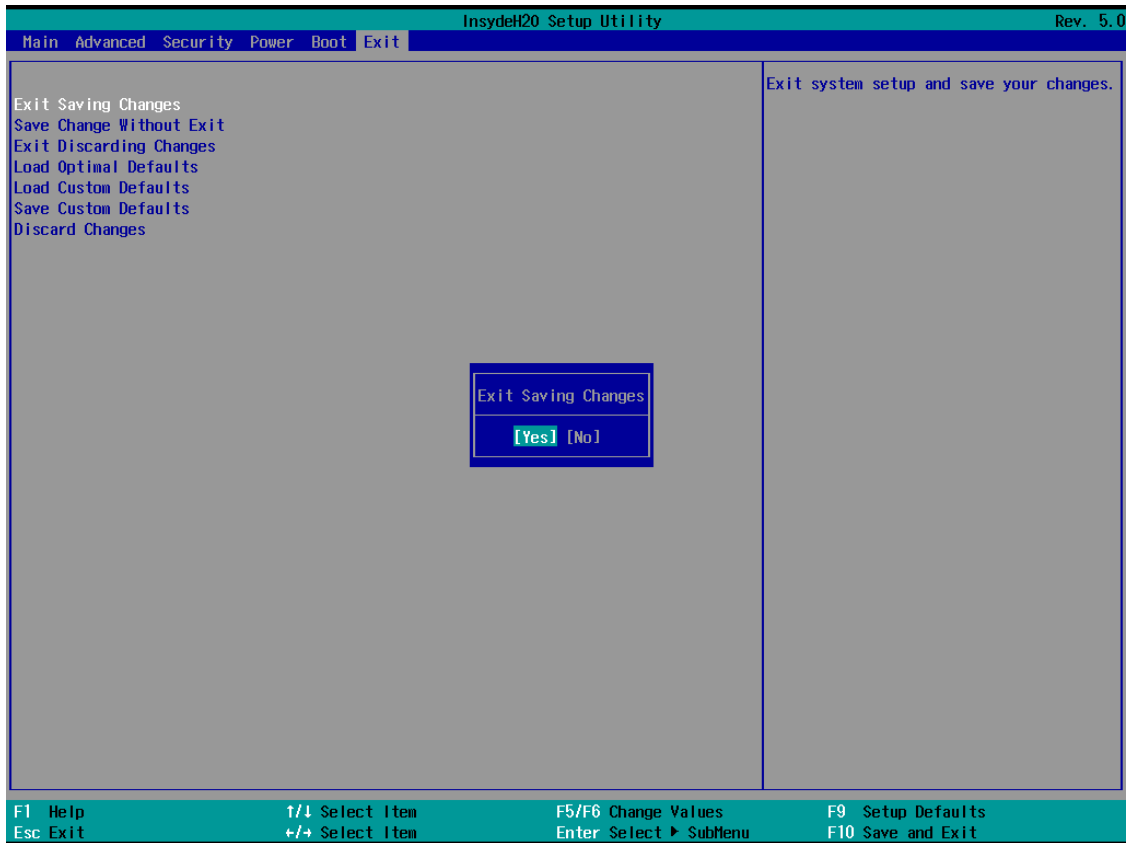 InsydeH20 Setup Utility Rev. 5.0
Main Advanced Security Power Boot Exit
Exit system setup and save your changes.
Exit Saving Changes
Save Change Without Exit
Exit Discarding Changes
Load Optimal Defaults
Load Custom Defaults
Save Custom Defaults
Discard Changes
Exit Saving Changes
[Yes] [No]
F1 Help ↑/↓ Select Item F5/F6 Change Values F9 Setup Defaults
Esc Exit ←/→ Select Item Enter Select ▶ SubMenu F10 Save and Exit